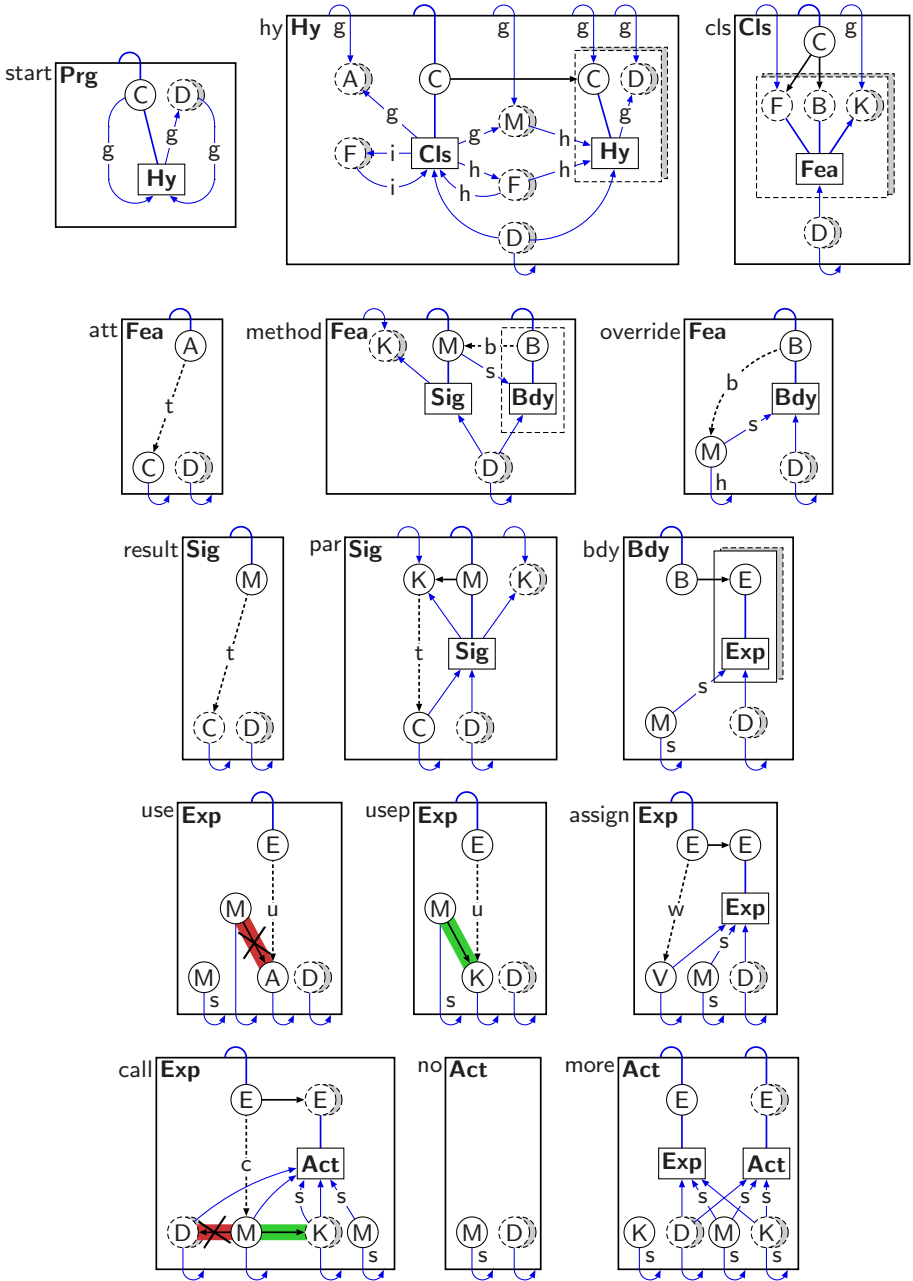 start Prg
C D
g g g
Hy
hy Hy
g g g g
A C C D
g g
F i Cls g M h Hy
i h h F h
D
cls Cls
g g
C
F B K
Fea
D
att Fea
A
t
C D
method Fea
K M b B
s
Sig Bdy
D
override Fea
B
b
Bdy
s
M
h
D
result Sig
M
t
C D
par Sig
K M K
t Sig
C D
bdy Bdy
B E
Exp
s
M D
s
use Exp
E
M u
M A D
s
usep Exp
E
M u
K D
s
assign Exp
E E
w Exp
s
V M D
s
call Exp
E E
c Act
s s
D M K M
s
no Act
M D
s
more Act
E E
Exp Act
s s s
K D M K
s s s